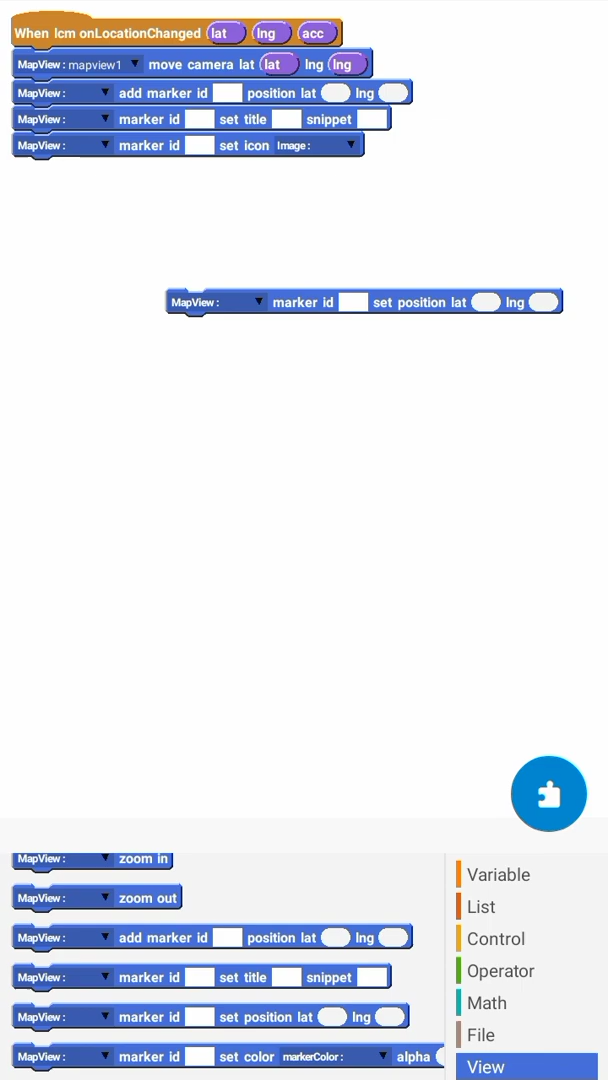 When lcm onLocationChanged lat lng acc
MapView : mapview1 move camera lat lat lng lng
MapView : add marker id position lat lng
MapView : marker id set title snippet
MapView : marker id set icon Image :
MapView : marker id set position lat lng
MapView : zoom in
MapView : zoom out
MapView : add marker id position lat lng
MapView : marker id set title snippet
MapView : marker id set position lat lng
MapView : marker id set color markerColor : alpha
Variable
List
Control
Operator
Math
File
View